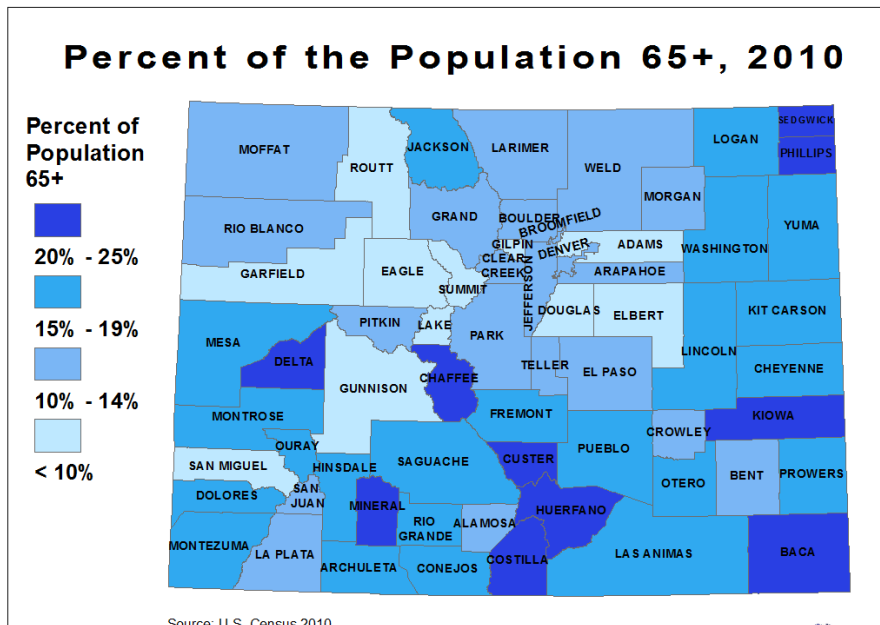 Percent of the Population 65+, 2010
Percent of
Population
65+
20% - 25%
15% - 19%
10% - 14%
< 10%
MOFFAT
ROUTT
JACKSON
LARIMER
WELD
LOGAN
SEDGWICK
PHILLIPS
MORGAN
RIO BLANCO
GRAND
BOULDER
BROOMFIELD
YUMA
WASHINGTON
GILPIN
CLEAR
CREEK
DENVER
ADAMS
ARAPAHOE
GARFIELD
EAGLE
SUMMIT
JEFFERSON
DOUGLAS
ELBERT
KIT CARSON
PITKIN
LAKE
PARK
MESA
DELTA
LINCOLN
GUNNISON
CHAFFEE
TELLER
EL PASO
CHEYENNE
MONTROSE
FREMONT
KIOWA
CROWLEY
OURAY
PUEBLO
SAN MIGUEL
HINSDALE
SAGUACHE
CUSTER
OTERO
BENT
PROWERS
DOLORES
SAN
JUAN
MINERAL
RIO
GRANDE
ALAMOSA
HUERFANO
MONTEZUMA
LA PLATA
ARCHULETA
CONEJOS
COSTILLA
LAS ANIMAS
BACA
Source: U.S. Census 2010